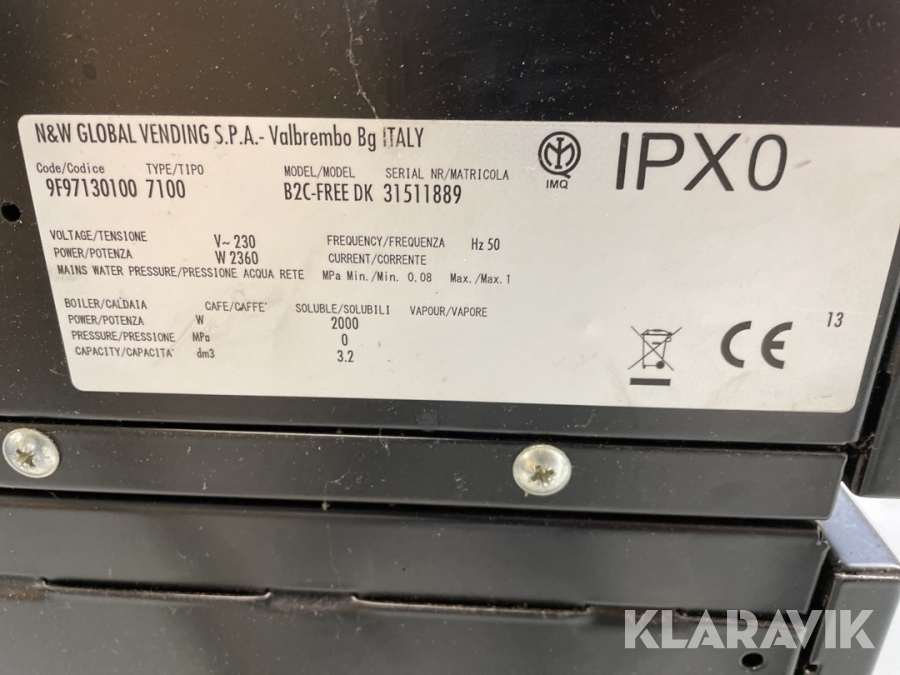 N&W GLOBAL VENDING S.P.A.- Valbrembo Bg ITALY
Code/Codice TYPE/TIPO MODEL/MODEL SERIAL NR/MATRICOLA
9F97130100 7100 B2C-FREE DK 31511889
IMQ
IPX0
VOLTAGE/TENSIONE V~ 230 FREQUENCY/FREQUENZA Hz 50
POWER/POTENZA W 2360 CURRENT/CORRENTE
MAINS WATER PRESSURE/PRESSIONE ACQUA RETE MPa Min./Min. 0,08 Max./Max. 1
BOILER/CALDAIA CAFE/CAFFE' SOLUBLE/SOLUBILI VAPOUR/VAPORE
POWER/POTENZA W 2000
PRESSURE/PRESSIONE MPa 0
CAPACITY/CAPACITA' dm3 3.2
CE
13
KLARAVIK